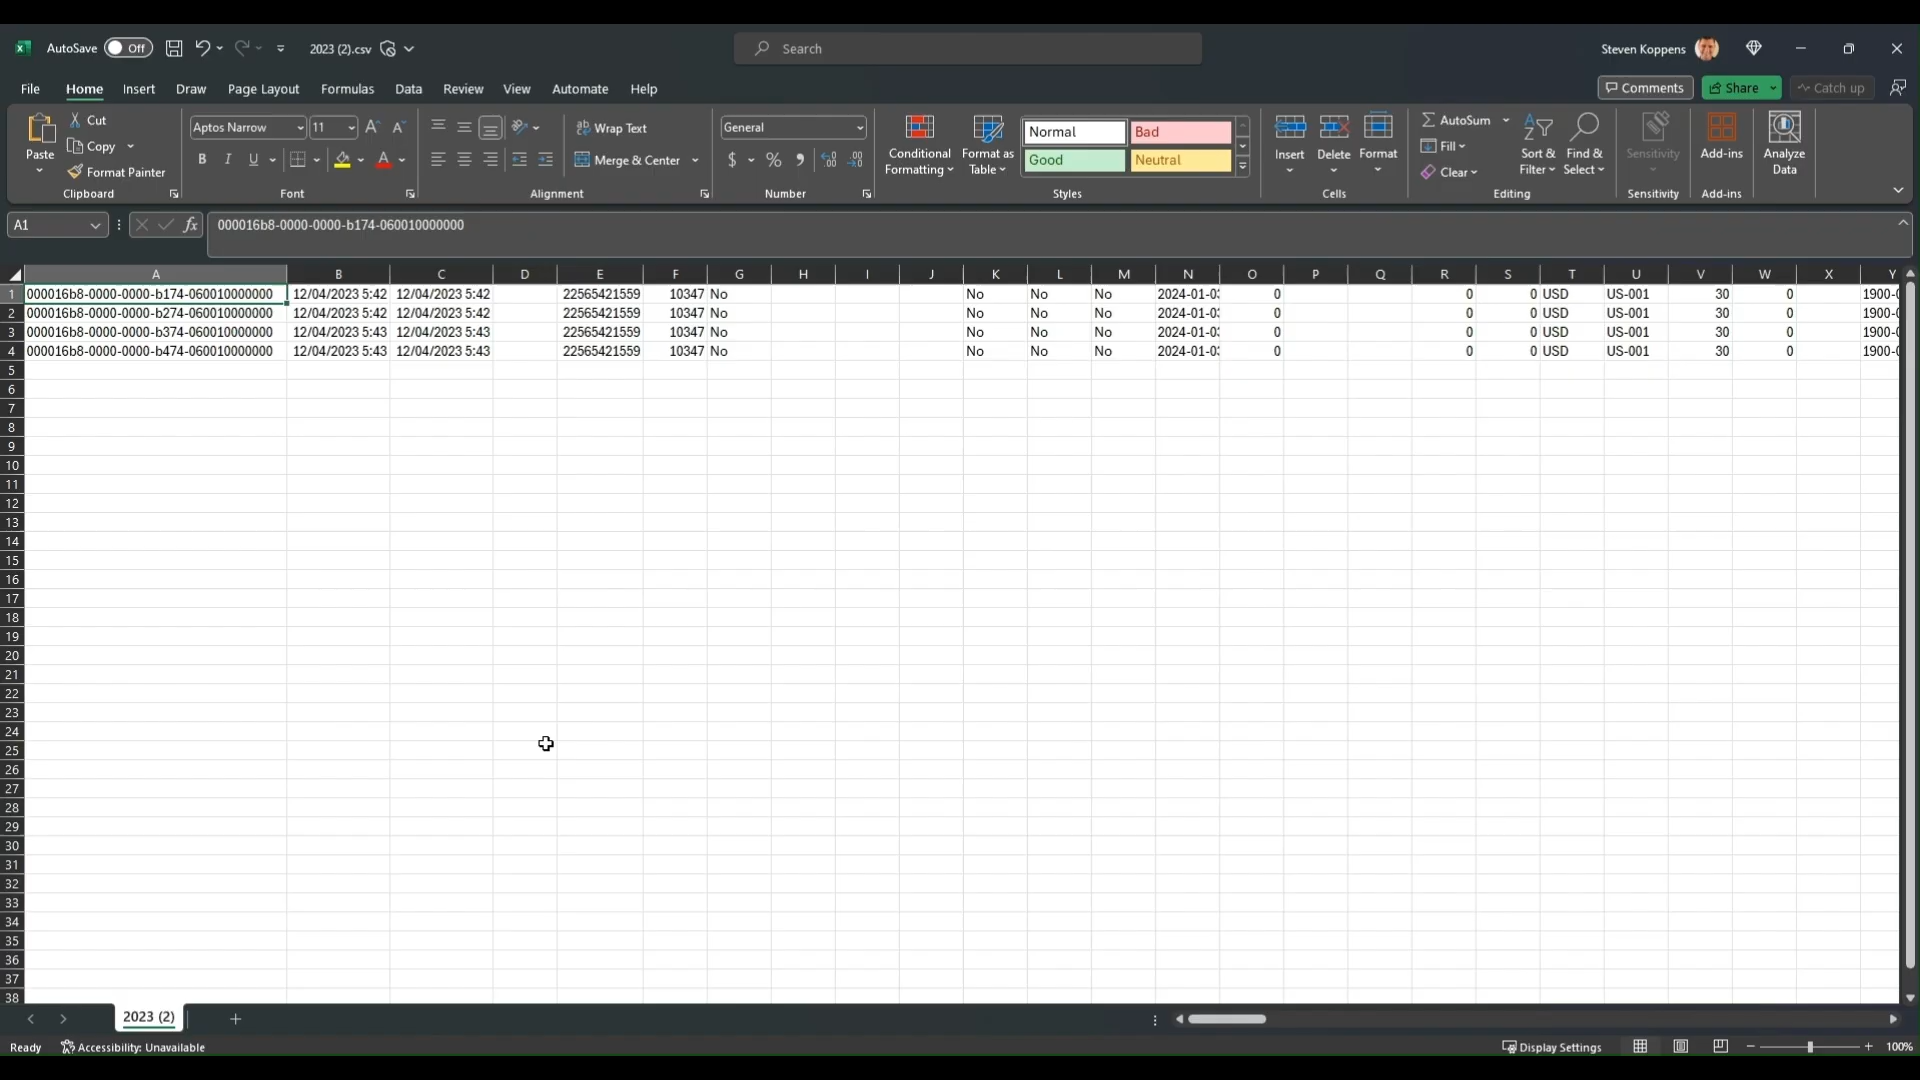 AutoSave Off 2023 (2).csv Search Steven Koppens
File Home Insert Draw Page Layout Formulas Data Review View Automate Help Comments Share Catch up
Paste Cut Copy Format Painter Clipboard
Aptos Narrow 11 B I U A Font
Wrap Text Merge & Center Alignment
General $ % Number
Conditional Formatting Format as Table Normal Bad Good Neutral Styles
Insert Delete Format Cells
AutoSum Fill Clear Sort & Filter Find & Select Editing
Sensitivity Sensitivity Add-ins Add-ins Analyze Data
A1 fx 000016b8-0000-0000-b174-060010000000
A B C D E F G H I J K L M N O P Q R S T U V W X Y
1 000016b8-0000-0000-b174-060010000000 12/04/2023 5:42 12/04/2023 5:42 22565421559 10347 No No No No 2024-01-03 0 0 0 USD US-001 30 0 1900-0
2 000016b8-0000-0000-b274-060010000000 12/04/2023 5:42 12/04/2023 5:42 22565421559 10347 No No No No 2024-01-03 0 0 0 USD US-001 30 0 1900-0
3 000016b8-0000-0000-b374-060010000000 12/04/2023 5:43 12/04/2023 5:43 22565421559 10347 No No No No 2024-01-03 0 0 0 USD US-001 30 0 1900-0
4 000016b8-0000-0000-b474-060010000000 12/04/2023 5:43 12/04/2023 5:43 22565421559 10347 No No No No 2024-01-03 0 0 0 USD US-001 30 0 1900-0
5
6
7
8
9
10
11
12
13
14
15
16
17
18
19
20
21
22
23
24
25
26
27
28
29
30
31
32
33
34
35
36
37
38
2023 (2)
Ready Accessibility: Unavailable Display Settings 100%